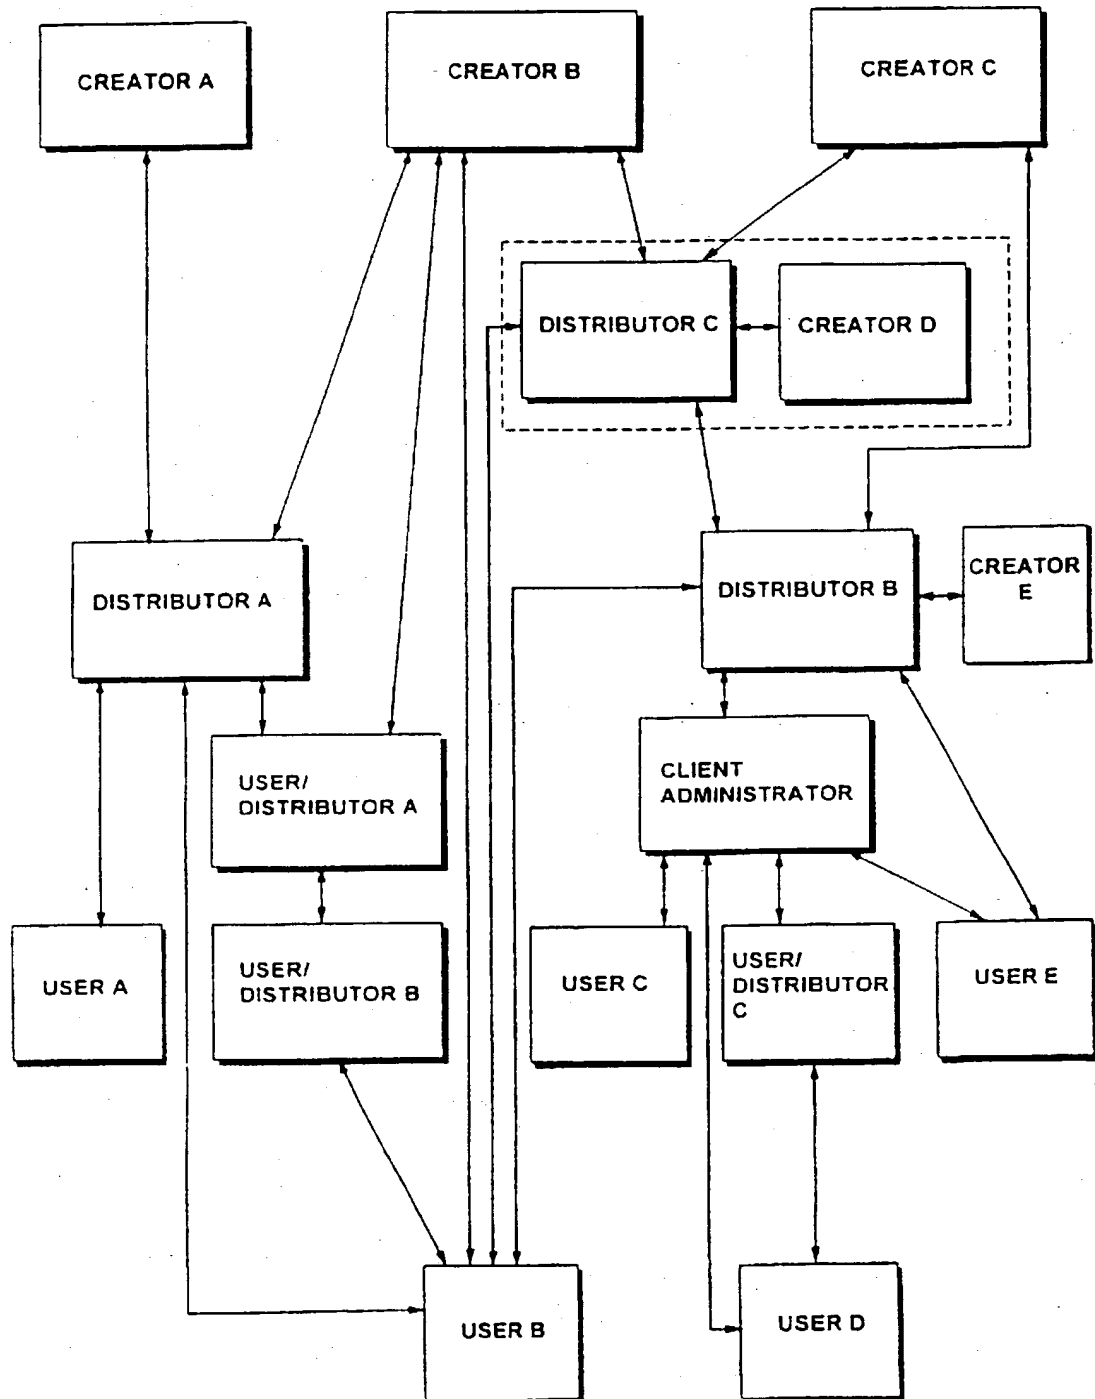 CREATOR A
CREATOR B
CREATOR C
DISTRIBUTOR C
CREATOR D
DISTRIBUTOR A
DISTRIBUTOR B
CREATOR
E
USER/
DISTRIBUTOR A
CLIENT
ADMINISTRATOR
USER A
USER/
DISTRIBUTOR B
USER C
USER/
DISTRIBUTOR
C
USER E
USER B
USER D